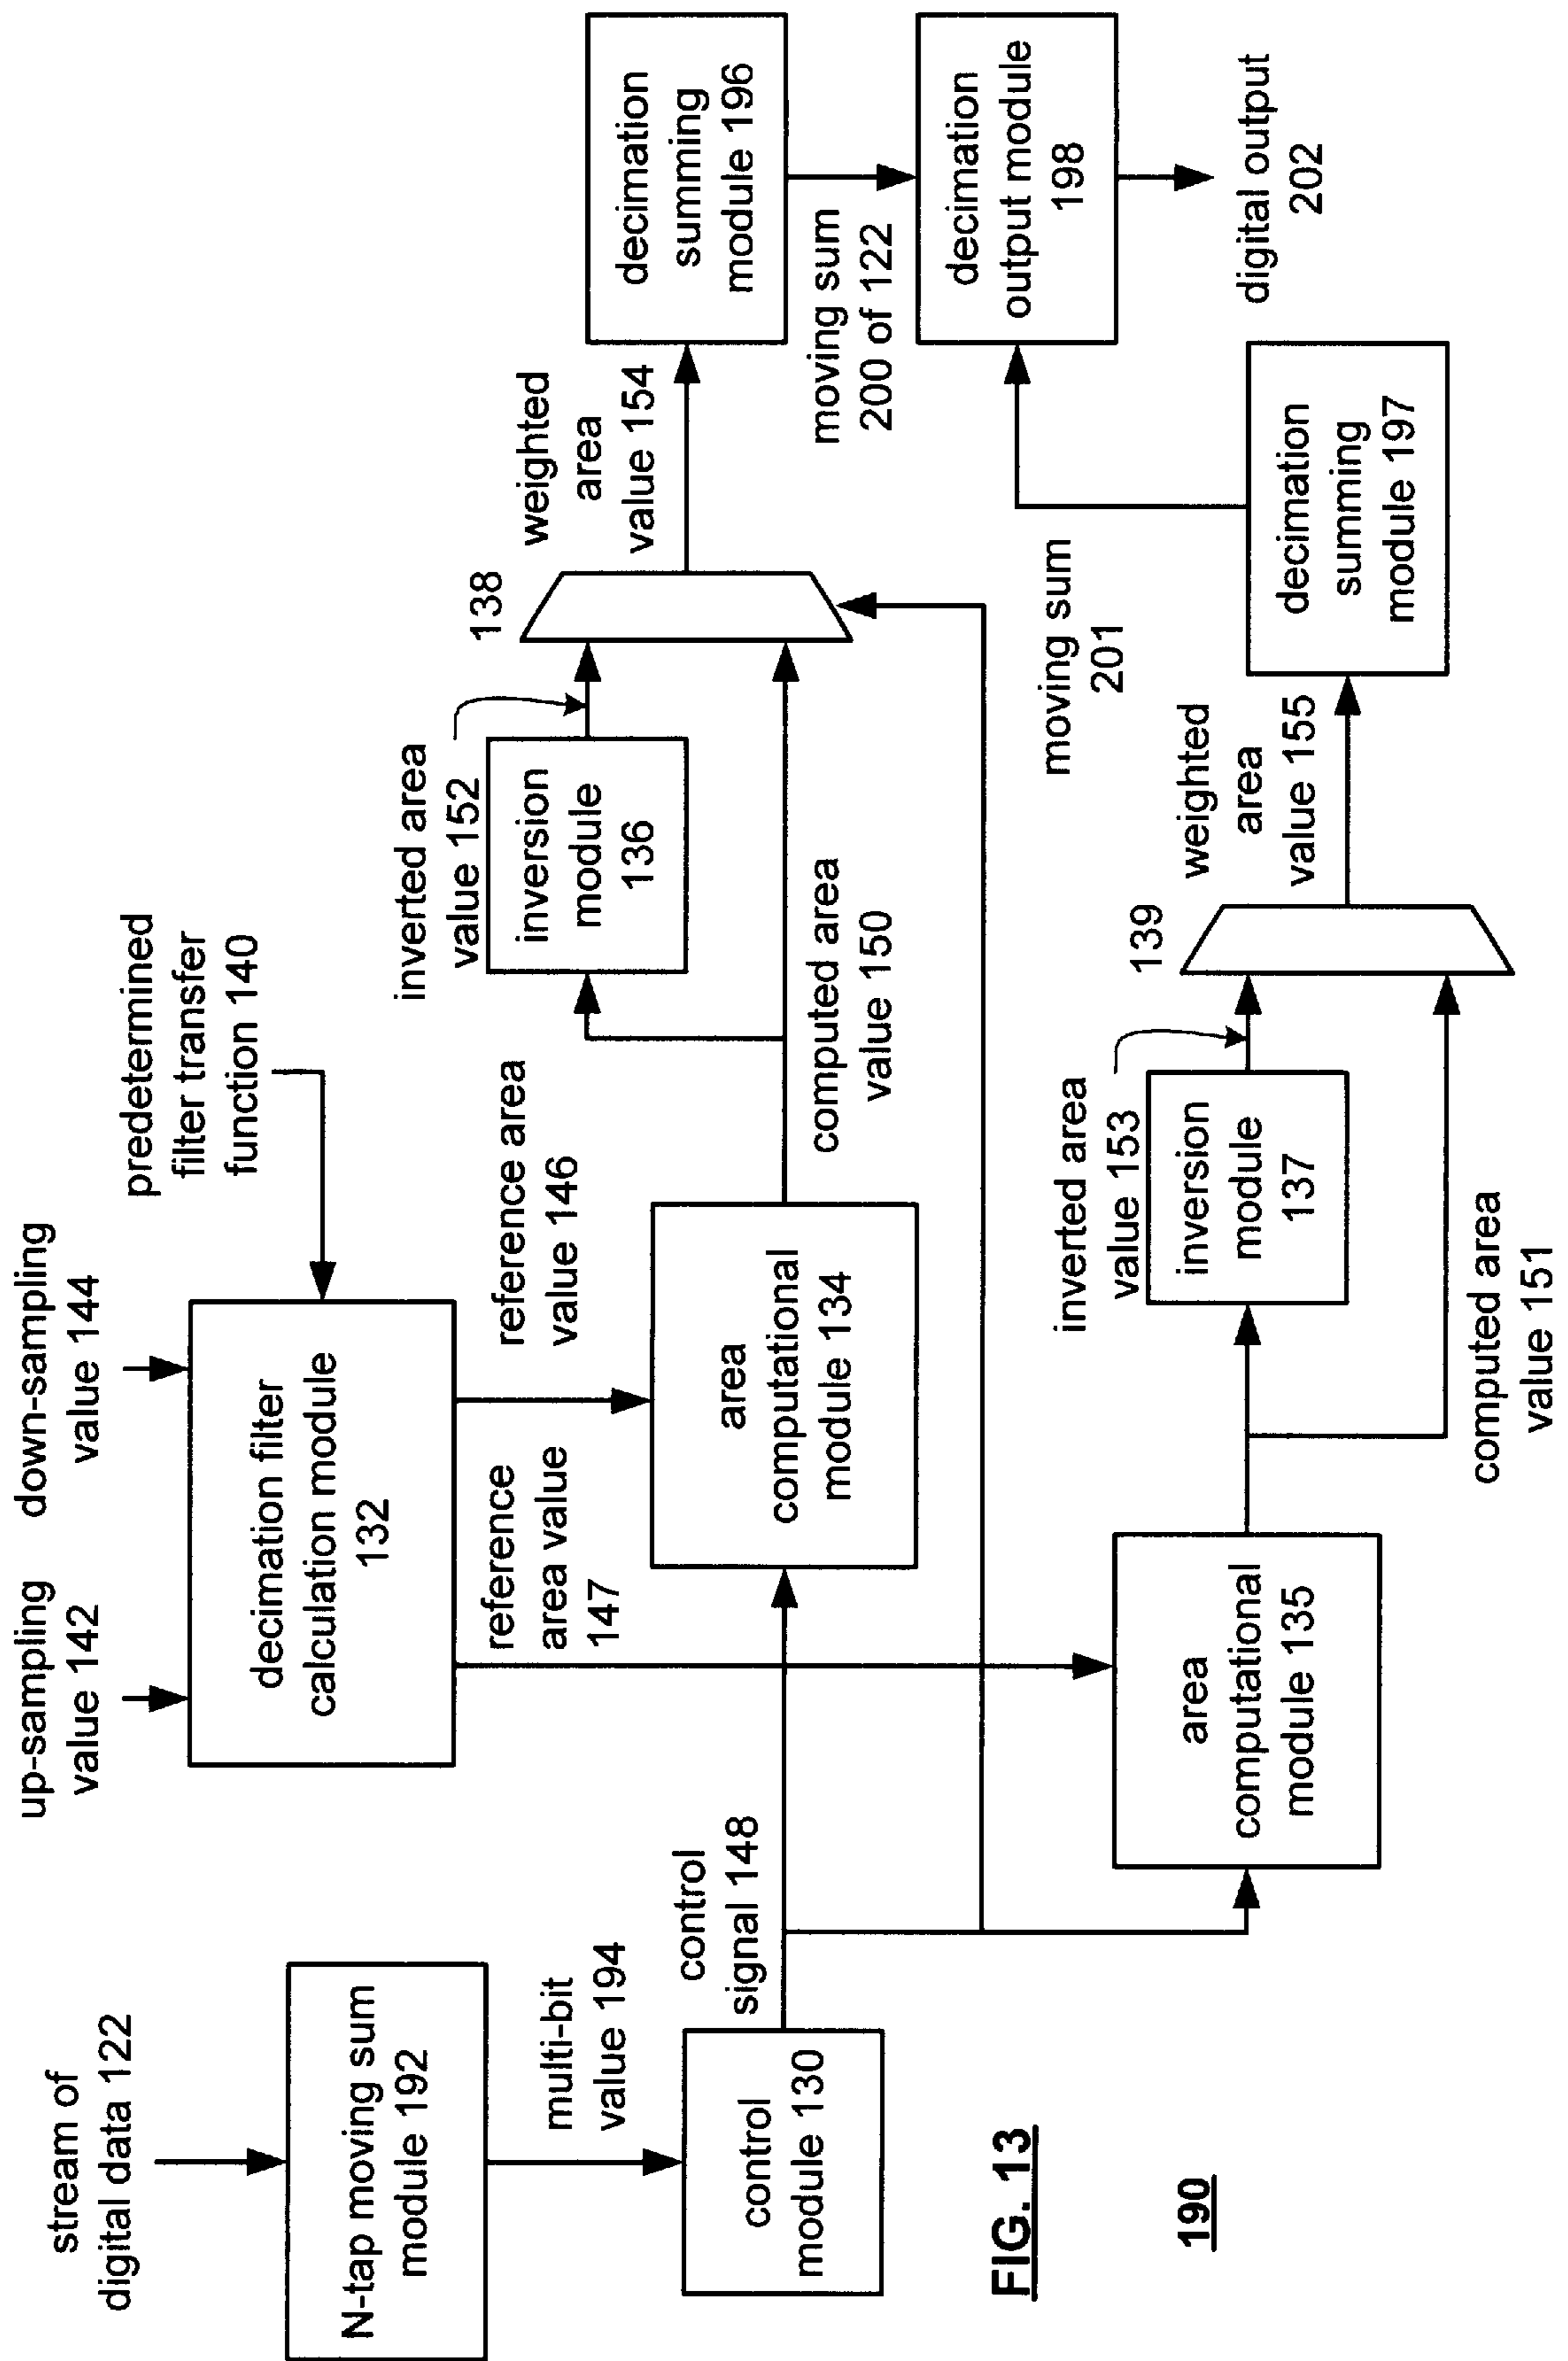 stream of
digital data 122
N-tap moving sum
module 192
multi-bit
value 194
control
module 130
control
signal 148
up-sampling
value 142
down-sampling
value 144
predetermined
filter transfer
function 140
decimation filter
calculation module
132
reference area
value 146
reference
area value
147
area
computational
module 134
area
computational
module 135
inverted area
value 152
inversion
module
136
computed area
value 150
138
weighted
area
value 154
decimation
summing
module 196
moving sum
200 of 122
decimation
output module
198
digital output
202
inverted area
value 153
inversion
module
137
computed area
value 151
139
weighted
area
value 155
moving sum
201
decimation
summing
module 197
FIG. 13
190